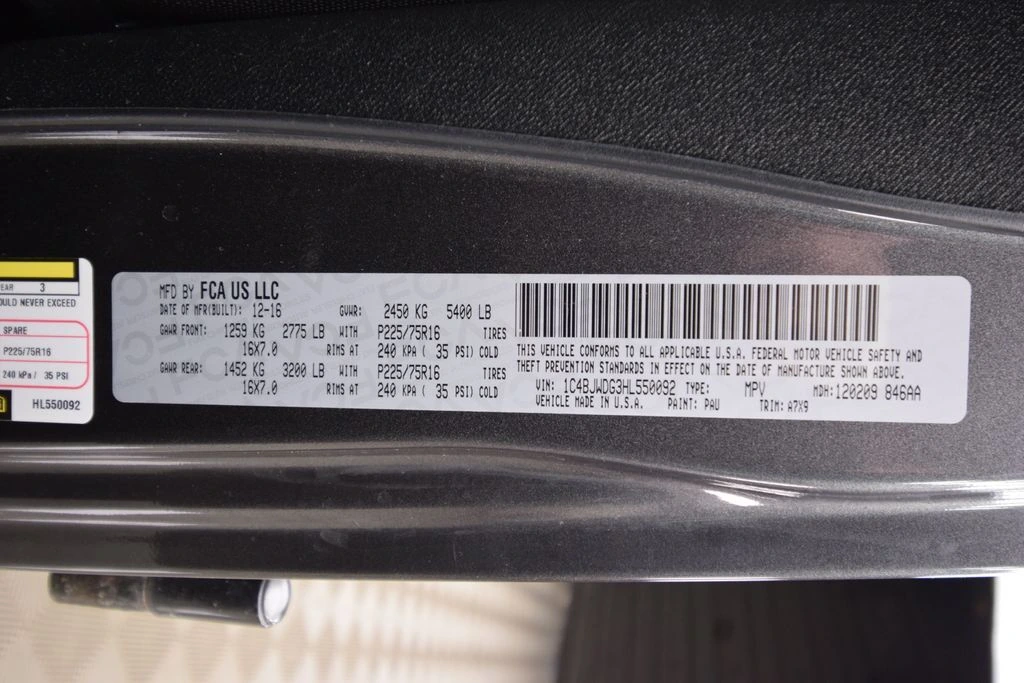 EAR 3
OULD NEVER EXCEED
SPARE
P225/75R16
240 kPa / 35 PSI
HL550092
MFD BY FCA US LLC
DATE OF MFR(BUILT): 12-16 GVWR: 2450 KG 5400 LB
GAWR FRONT: 1259 KG 2775 LB WITH P225/75R16 TIRES
16X7.0 RIMS AT 240 KPA ( 35 PSI) COLD
GAWR REAR: 1452 KG 3200 LB WITH P225/75R16 TIRES
16X7.0 RIMS AT 240 KPA ( 35 PSI) COLD
THIS VEHICLE CONFORMS TO ALL APPLICABLE U.S.A. FEDERAL MOTOR VEHICLE SAFETY AND
THEFT PREVENTION STANDARDS IN EFFECT ON THE DATE OF MANUFACTURE SHOWN ABOVE.
VIN: 1C4BJWDG3HL550092 TYPE: MPV MDH: 120209 846AA
VEHICLE MADE IN U.S.A. PAINT: PAU TRIM: A7X9